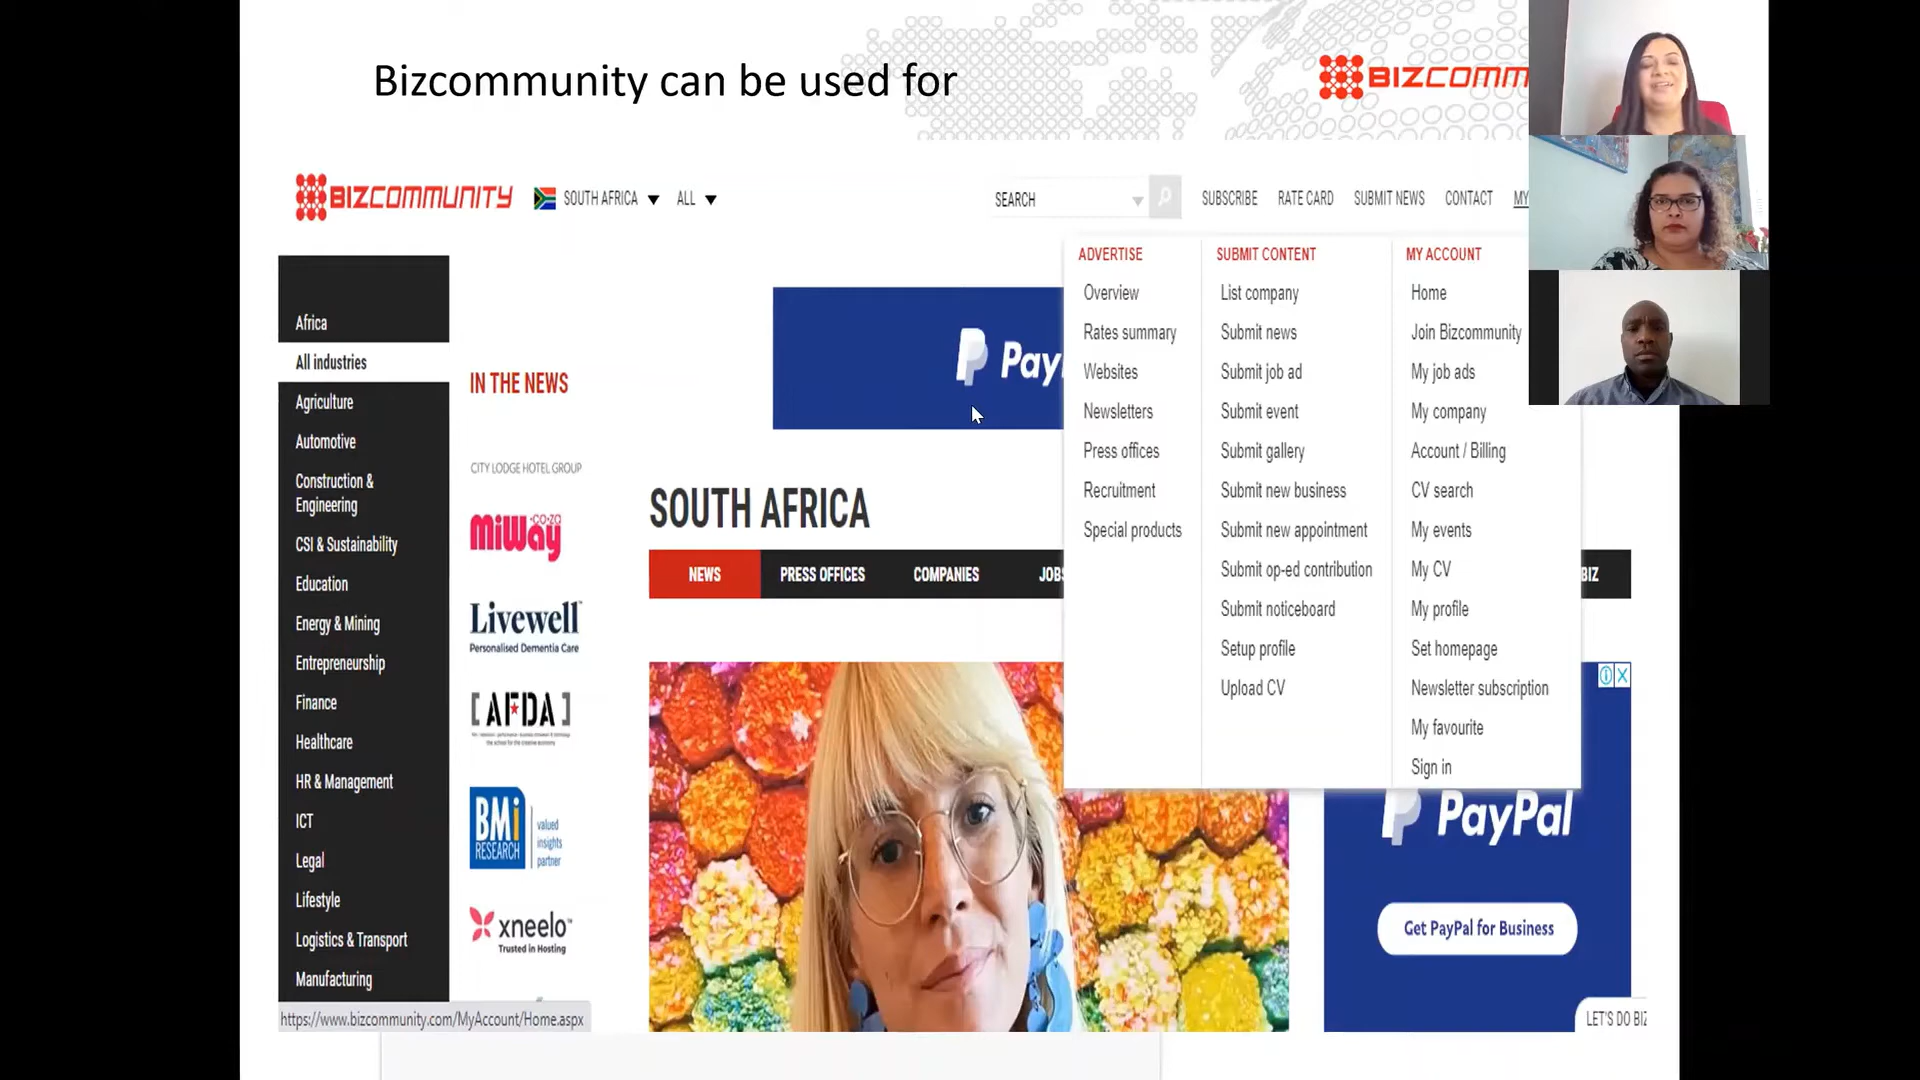 Bizcommunity can be used for
BIZCOMM
BIZCOMMUNITY
SOUTH AFRICA
ALL
SEARCH
SUBSCRIBE
RATE CARD
SUBMIT NEWS
CONTACT
MY
Africa
All industries
Agriculture
Automotive
Construction &
Engineering
CSI & Sustainability
Education
Energy & Mining
Entrepreneurship
Finance
Healthcare
HR & Management
ICT
Legal
Lifestyle
Logistics & Transport
Manufacturing
https://www.bizcommunity.com/MyAccount/Home.aspx
IN THE NEWS
CITY LODGE HOTEL GROUP
MiWay
.CO.ZA
Livewell
Personalised Dementia Care
[AFDA]
BMi
RESEARCH
valued
insights
partner
xneelo
Trusted in Hosting
Pay
SOUTH AFRICA
NEWS
PRESS OFFICES
COMPANIES
JOBS
BIZ
ADVERTISE
Overview
Rates summary
Websites
Newsletters
Press offices
Recruitment
Special products
SUBMIT CONTENT
List company
Submit news
Submit job ad
Submit event
Submit gallery
Submit new business
Submit new appointment
Submit op-ed contribution
Submit noticeboard
Setup profile
Upload CV
MY ACCOUNT
Home
Join Bizcommunity
My job ads
My company
Account / Billing
CV search
My events
My CV
My profile
Set homepage
Newsletter subscription
My favourite
Sign in
PayPal
Get PayPal for Business
LET'S DO BIZ